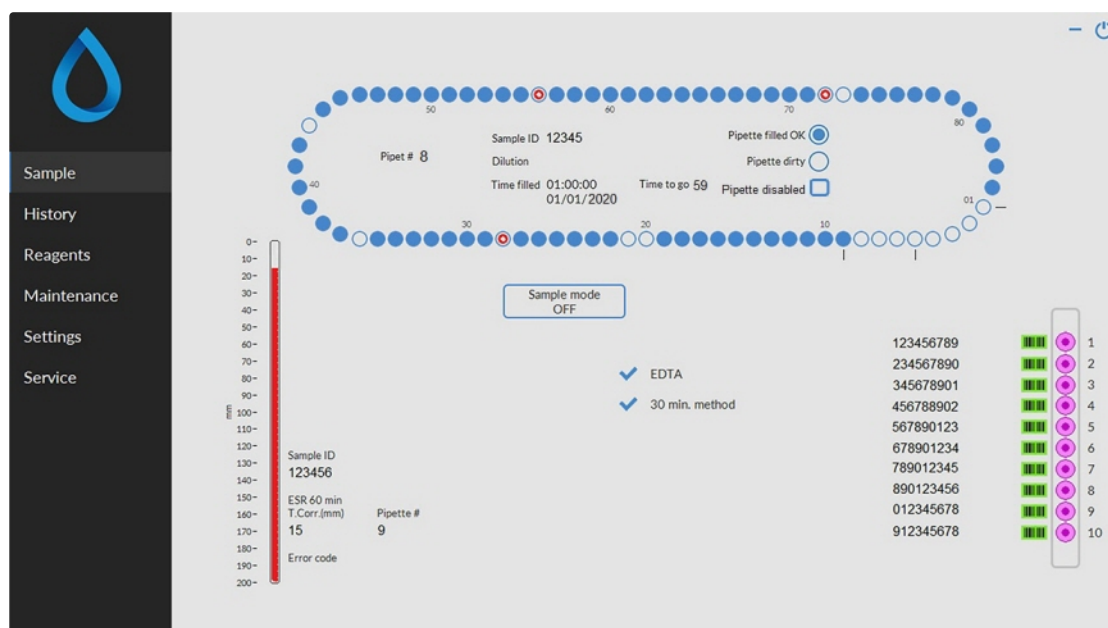 Sample
History
Reagents
Maintenance
Settings
Service
50
60
70
80
40
30
20
10
01
Pipet # 8
Sample ID 12345
Dilution
Time filled 01:00:00
01/01/2020
Time to go 59
Pipette filled OK
Pipette dirty
Pipette disabled
Sample mode
OFF
EDTA
30 min. method
mm
0
10
20
30
40
50
60
70
80
90
100
110
120
130
140
150
160
170
180
190
200
Sample ID
123456
ESR 60 min
T.Corr.(mm) Pipette #
15 9
Error code
123456789 1
234567890 2
345678901 3
456788902 4
567890123 5
678901234 6
789012345 7
890123456 8
012345678 9
912345678 10